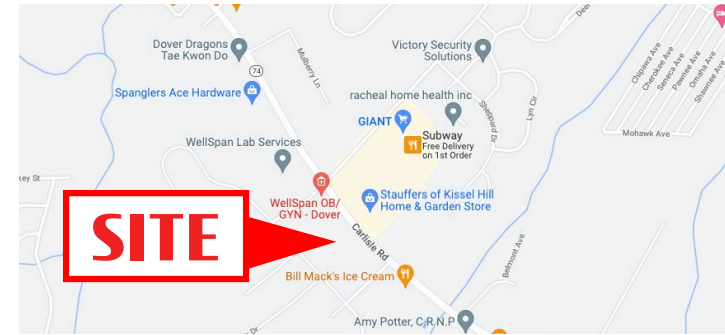 Dover Dragons
Tae Kwon Do
Victory Security
Solutions
Mulberry Ln
74
Spanglers Ace Hardware
racheal home health inc
Sheppard Dr
Lyn Cir
Chipawa Ave
Cherokee Ave
Seneca Ave
Pawnee Ave
Omaha Ave
Shawnee Ave
GIANT
Subway
Free Delivery
on 1st Order
Mohawk Ave
WellSpan Lab Services
key St
WellSpan OB/
GYN - Dover
Stauffers of Kissel Hill
Home & Garden Store
SITE
Carlisle Rd
Belmont Ave
Bill Mack's Ice Cream
Amy Potter, C.R.N.P